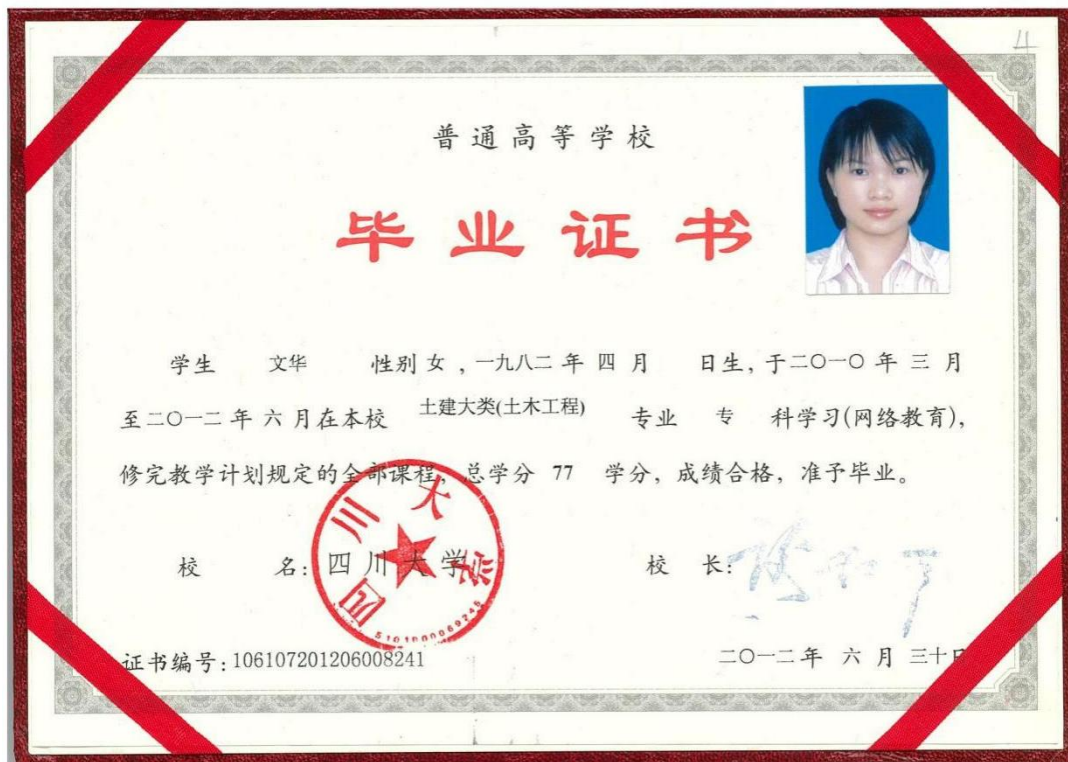 4
普通高等学校
毕业证书
学生 文华 性别 女 ,一九八二 年 四 月 日生, 于二〇一〇 年 三 月
至二〇一二 年 六 月在本校 土建大类(土木工程) 专业 专 科学习(网络教育),
修完教学计划规定的全部课程, 总学分 77 学分, 成绩合格, 准予毕业。
校 名: 四川大学 校 长:
四川大学
证书编号: 106107201206008241 二〇一二年 六 月 三十日